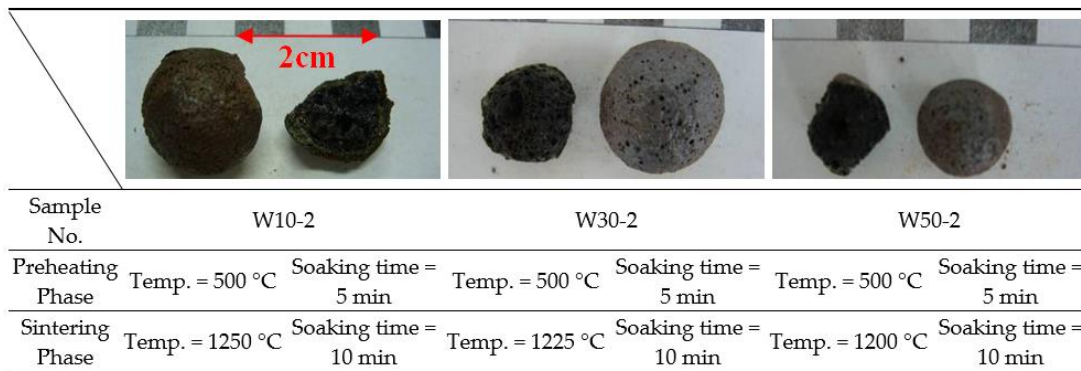 2cm
Sample No. W10-2 W30-2 W50-2
Preheating Phase Temp. = 500 °C Soaking time = 5 min Temp. = 500 °C Soaking time = 5 min Temp. = 500 °C Soaking time = 5 min
Sintering Phase Temp. = 1250 °C Soaking time = 10 min Temp. = 1225 °C Soaking time = 10 min Temp. = 1200 °C Soaking time = 10 min